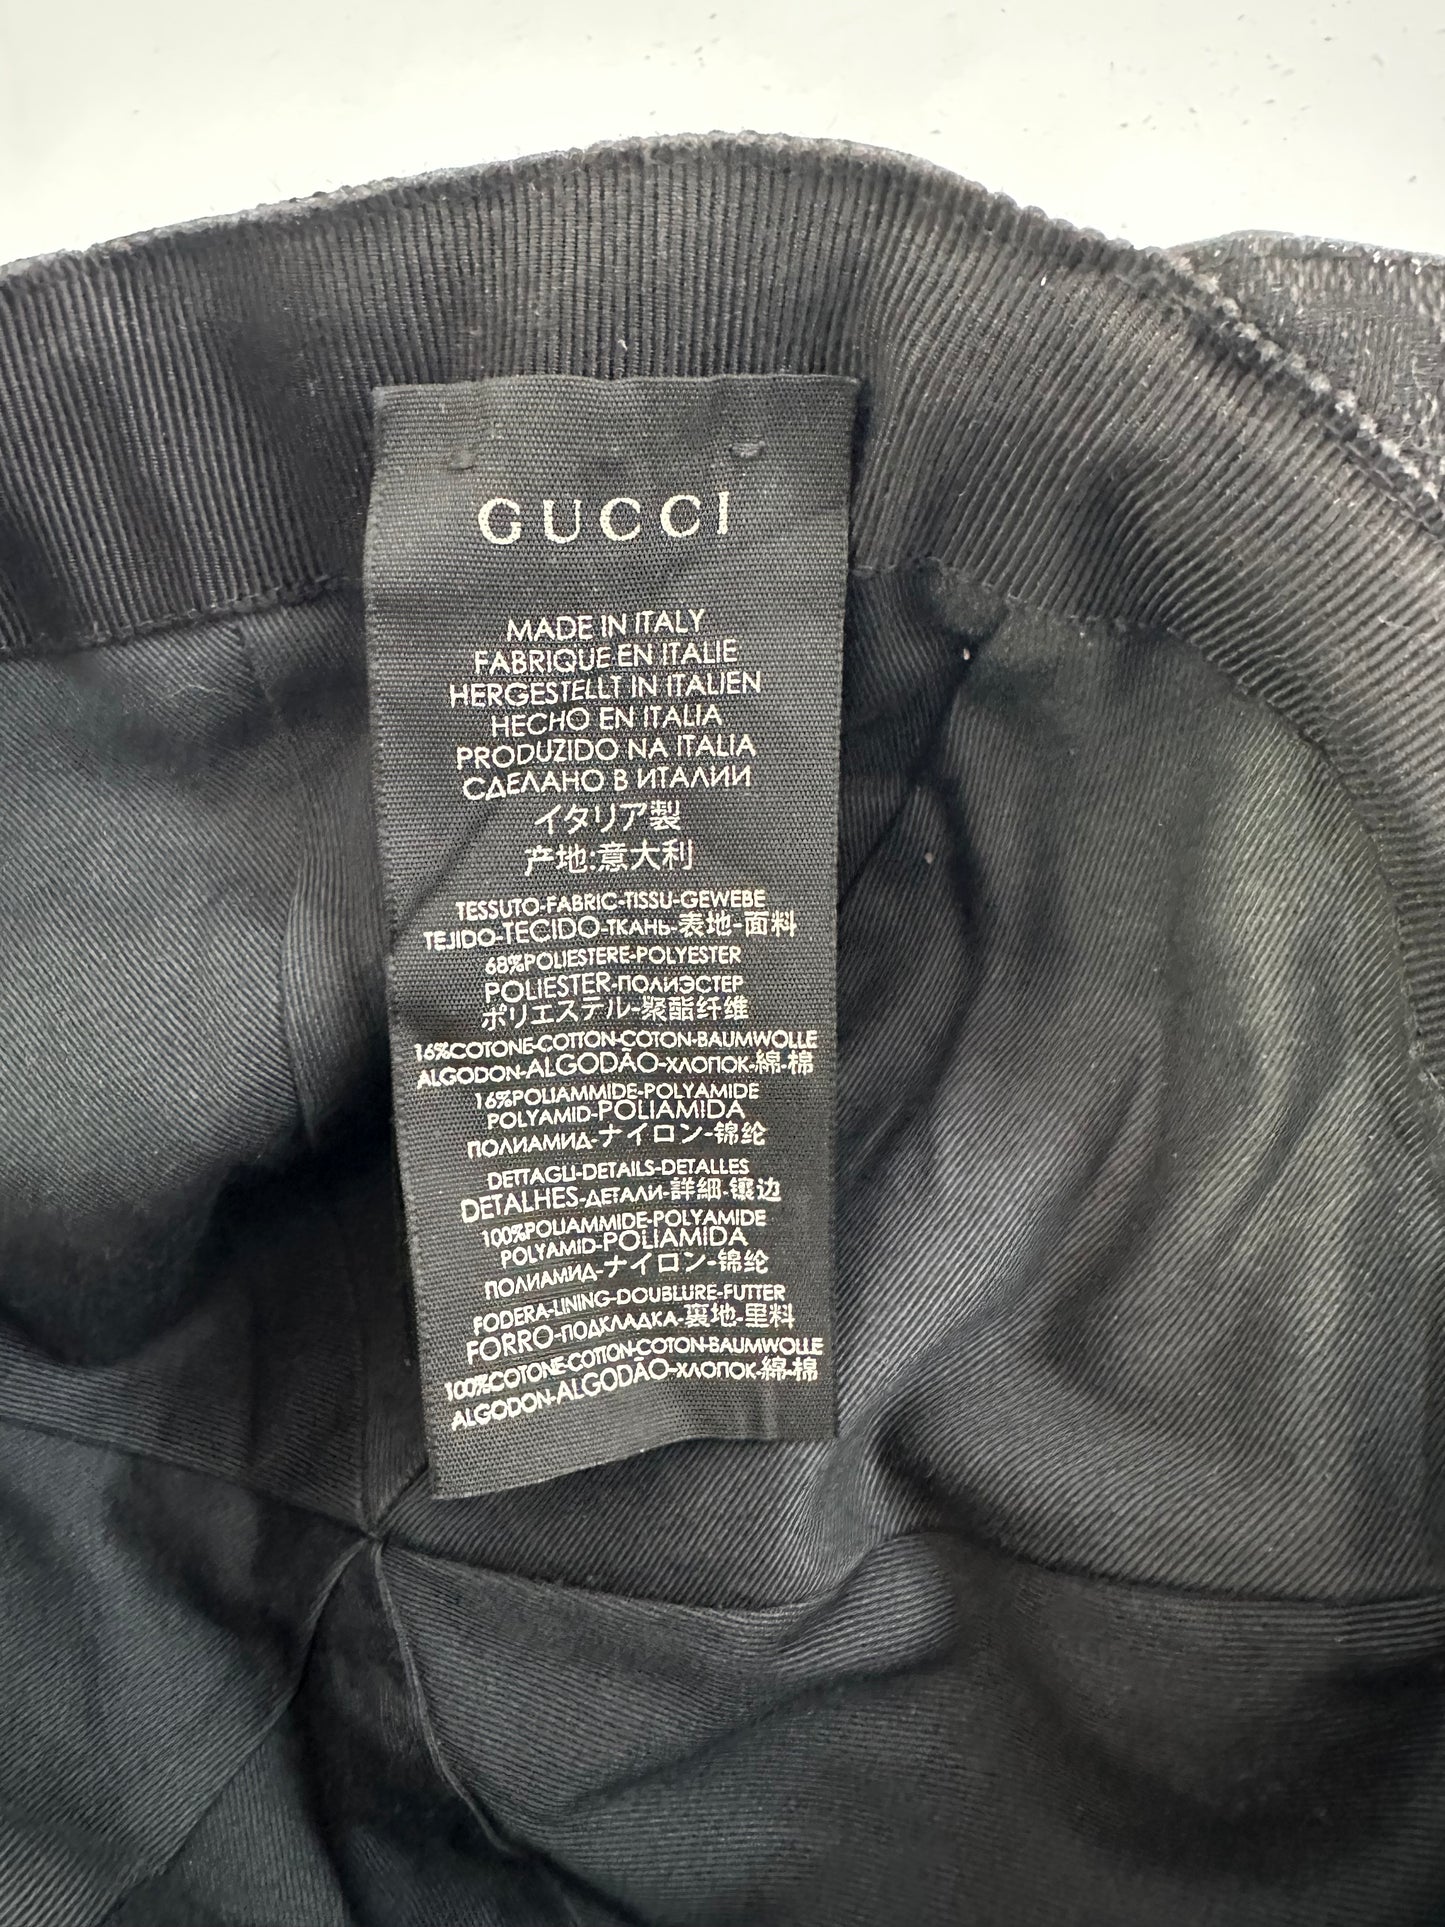 GUCCI
MADE IN ITALY
FABRIQUE EN ITALIE
HERGESTELLT IN ITALIEN
HECHO EN ITALIA
PRODUZIDO NA ITALIA
СДЕЛАНО В ИТАЛИИ
イタリア製
产地:意大利
TESSUTO-FABRIC-TISSU-GEWEBE
TEJIDO-TECIDO-ТКАНЬ-表地-面料
68%POLIESTERE-POLYESTER
POLIESTER-ПОЛИЭСТЕР
ポリエステル-聚酯纤维
16%COTONE-COTTON-COTON-BAUMWOLLE
ALGODON-ALGODÃO-ХЛОПОК-綿-棉
16%POLIAMMIDE-POLYAMIDE
POLYAMID-POLIAMIDA
ПОЛИАМИД-ナイロン-锦纶
DETTAGLI-DETAILS-DETALLES
DETALHES-ДЕТАЛИ-詳細-镶边
100%POLIAMMIDE-POLYAMIDE
POLYAMID-POLIAMIDA
ПОЛИАМИД-ナイロン-锦纶
FODERA-LINING-DOUBLURE-FUTTER
FORRO-ПОДКЛАДКА-裏地-里料
100%COTONE-COTTON-COTON-BAUMWOLLE
ALGODON-ALGODÃO-ХЛОПОК-綿-棉